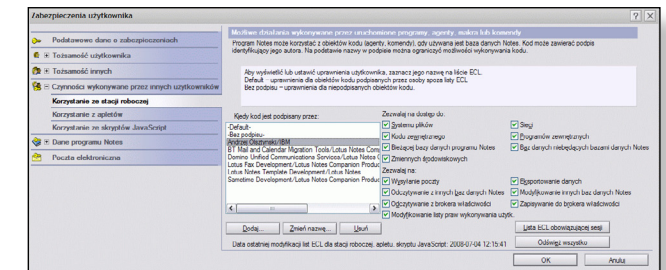 Zabezpieczenia użytkownika
Podstawowe dane o zabezpieczeniach
Tożsamość użytkownika
Tożsamość innych
Czynności wykonywane przez innych użytkowników
Korzystanie ze stacji roboczej
Korzystanie z apletów
Korzystanie ze skryptów JavaScript
Dane programu Notes
Poczta elektroniczna
Możliwe działania wykonywane przez uruchomione programy, agenty, makra lub komendy
Program Notes może korzystać z obiektów kodu (agenty, komendy), gdy używana jest baza danych Notes. Kod może zawierać podpis
identyfikujący jego autora. Na podstawie nazwy w podpisie można ograniczyć możliwości wykonywania kodu.
Aby wyświetlić lub ustawić uprawnienia użytkownika, zaznacz jego nazwę na liście ECL.
Default - uprawnienia dla obiektów kodu podpisanych przez osoby spoza listy ECL.
Bez podpisu - uprawnienia dla niepodpisanych obiektów kodu.
Kiedy kod jest podpisany przez:
-Default-
-Bez podpisu-
Andrzej Olsztyński/IBM
BT Mail and Calendar Migration Tools/Lotus Notes Com
Domino Unified Communications Services/Lotus Notes C
Lotus Fax Development/Lotus Notes Companion Produc
Lotus Notes Template Development/Lotus Notes
Sametime Development/Lotus Notes Companion Produc
Dodaj...
Zmień nazwę...
Usuń
Zezwalaj na dostęp do:
Systemu plików
Sieci
Kodu zewnętrznego
Programów zewnętrznych
Bieżącej bazy danych programu Notes
Baz danych niebędących bazami danych Notes
Zmiennych środowiskowych
Zezwalaj na:
Wysyłanie poczty
Eksportowanie danych
Odczytywanie z innych baz danych Notes
Modyfikowanie innych baz danych Notes
Odczytywanie z brokera właściwości
Zapisywanie do brokera właściwości
Modyfikowanie listy praw wykonywania użytk.
Lista ECL obowiązującej sesji
Data ostatniej modyfikacji list ECL dla stacji roboczej, apletu, skryptu JavaScript: 2008-07-04 12:15:41
Odśwież wszystko
OK
Anuluj